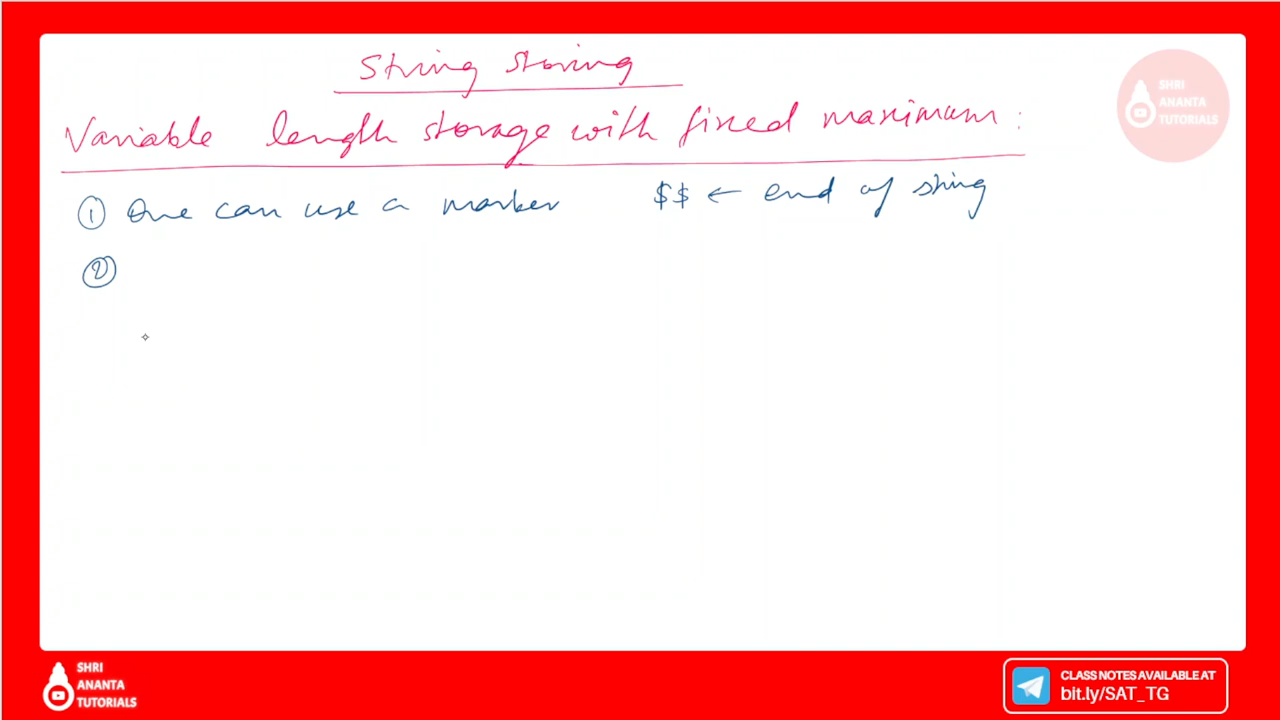 String storing
Variable length storage with fixed maximum :
① One can use a marker $$ ← end of string
②
SHRI
ANANTA
TUTORIALS
SHRI
ANANTA
TUTORIALS
CLASS NOTES AVAILABLE AT
bit.ly/SAT_TG